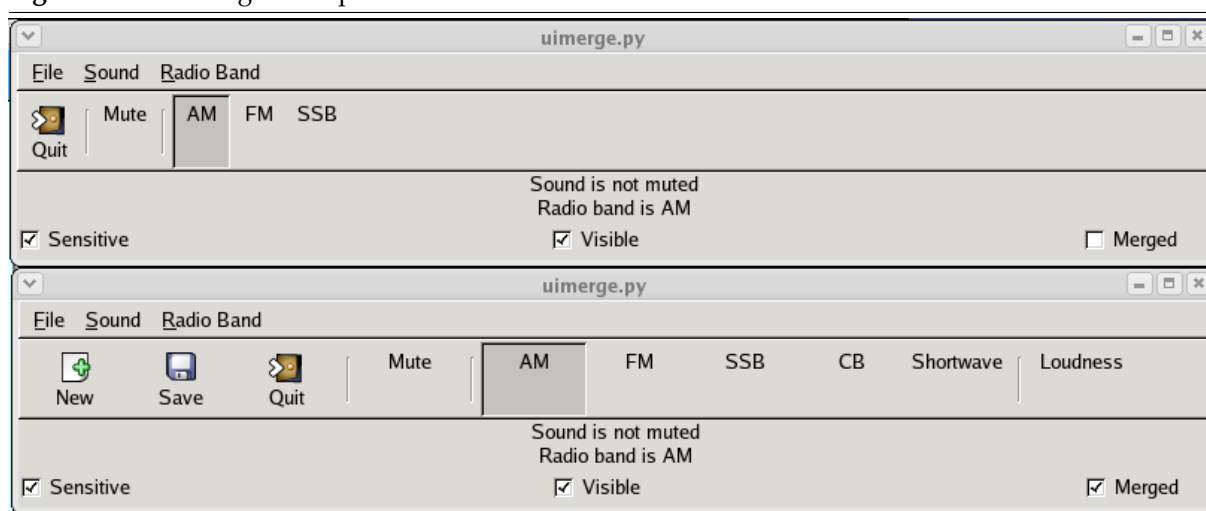 uimerge.py
File Sound Radio Band
Quit Mute AM FM SSB
Sound is not muted
Radio band is AM
Sensitive Visible Merged
uimerge.py
File Sound Radio Band
New Save Quit Mute AM FM SSB CB Shortwave Loudness
Sound is not muted
Radio band is AM
Sensitive Visible Merged